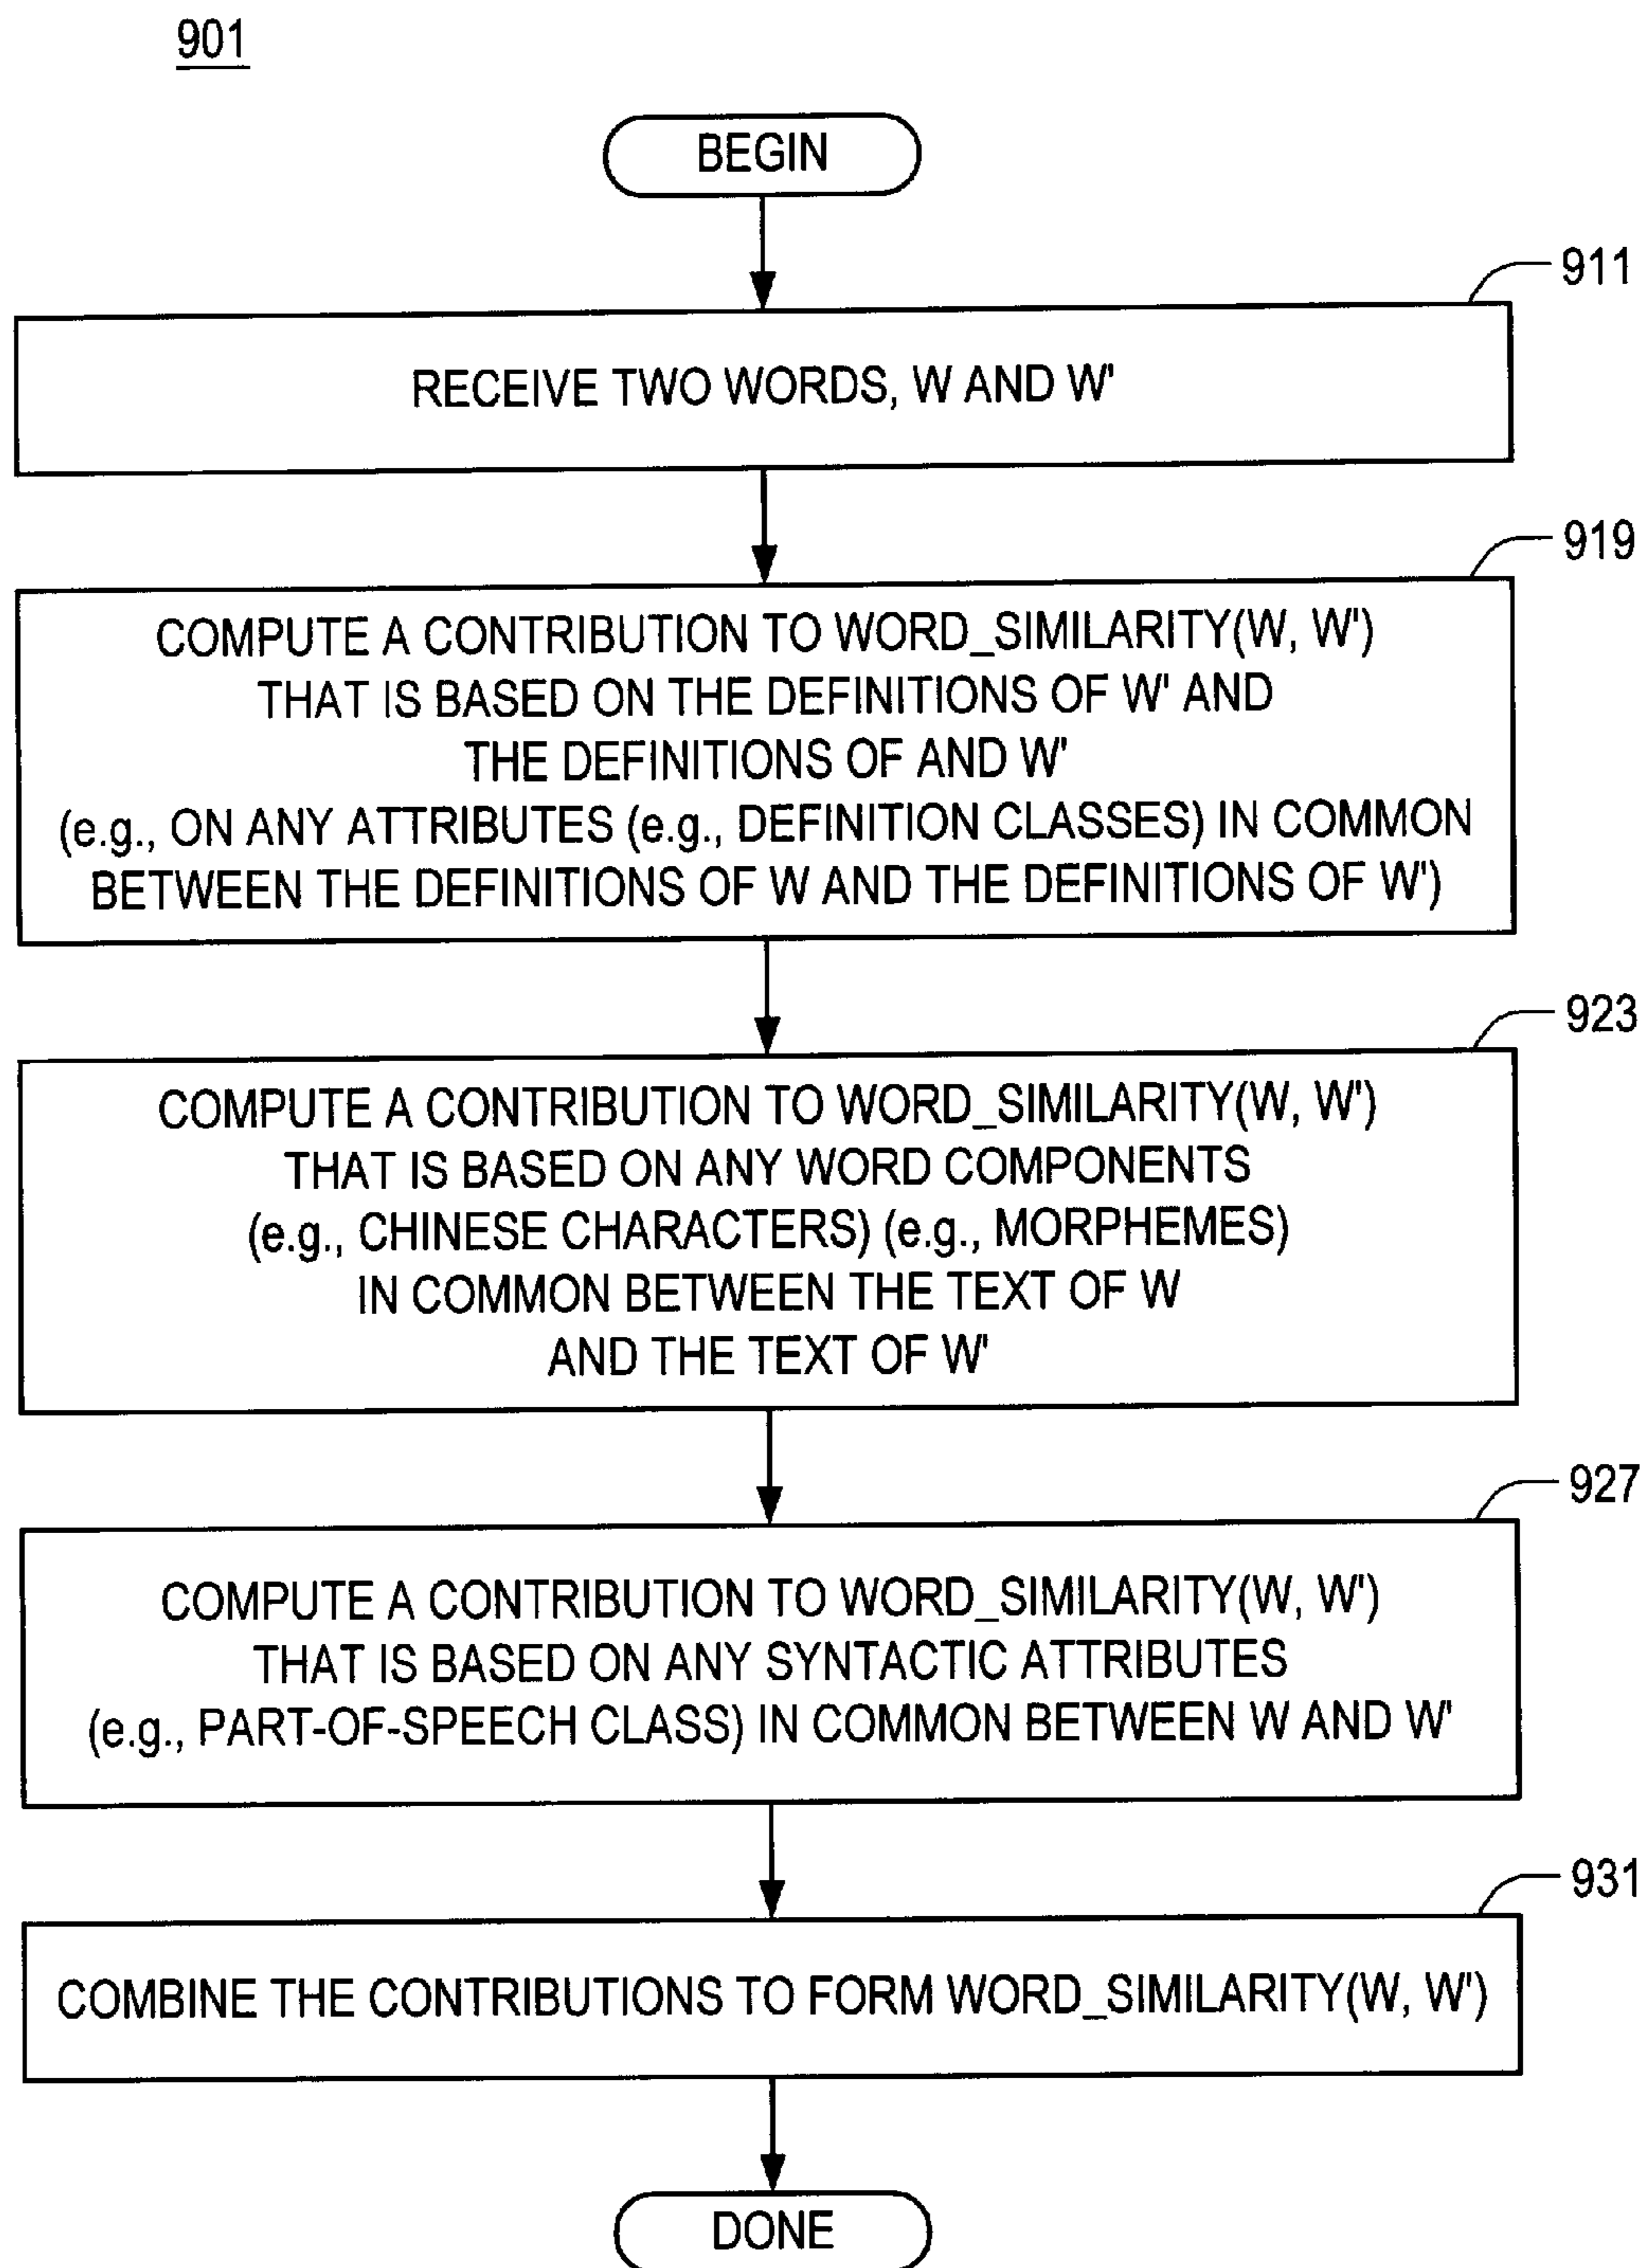 901
BEGIN
911
RECEIVE TWO WORDS, W AND W'
919
COMPUTE A CONTRIBUTION TO WORD_SIMILARITY(W, W')
THAT IS BASED ON THE DEFINITIONS OF W' AND
THE DEFINITIONS OF AND W'
(e.g., ON ANY ATTRIBUTES (e.g., DEFINITION CLASSES) IN COMMON
BETWEEN THE DEFINITIONS OF W AND THE DEFINITIONS OF W')
923
COMPUTE A CONTRIBUTION TO WORD_SIMILARITY(W, W')
THAT IS BASED ON ANY WORD COMPONENTS
(e.g., CHINESE CHARACTERS) (e.g., MORPHEMES)
IN COMMON BETWEEN THE TEXT OF W
AND THE TEXT OF W'
927
COMPUTE A CONTRIBUTION TO WORD_SIMILARITY(W, W')
THAT IS BASED ON ANY SYNTACTIC ATTRIBUTES
(e.g., PART-OF-SPEECH CLASS) IN COMMON BETWEEN W AND W'
931
COMBINE THE CONTRIBUTIONS TO FORM WORD_SIMILARITY(W, W')
DONE